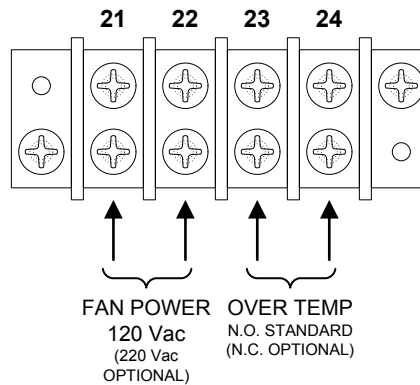 21 22 23 24
FAN POWER OVER TEMP
120 Vac N.O. STANDARD
(220 Vac (N.C. OPTIONAL)
OPTIONAL)